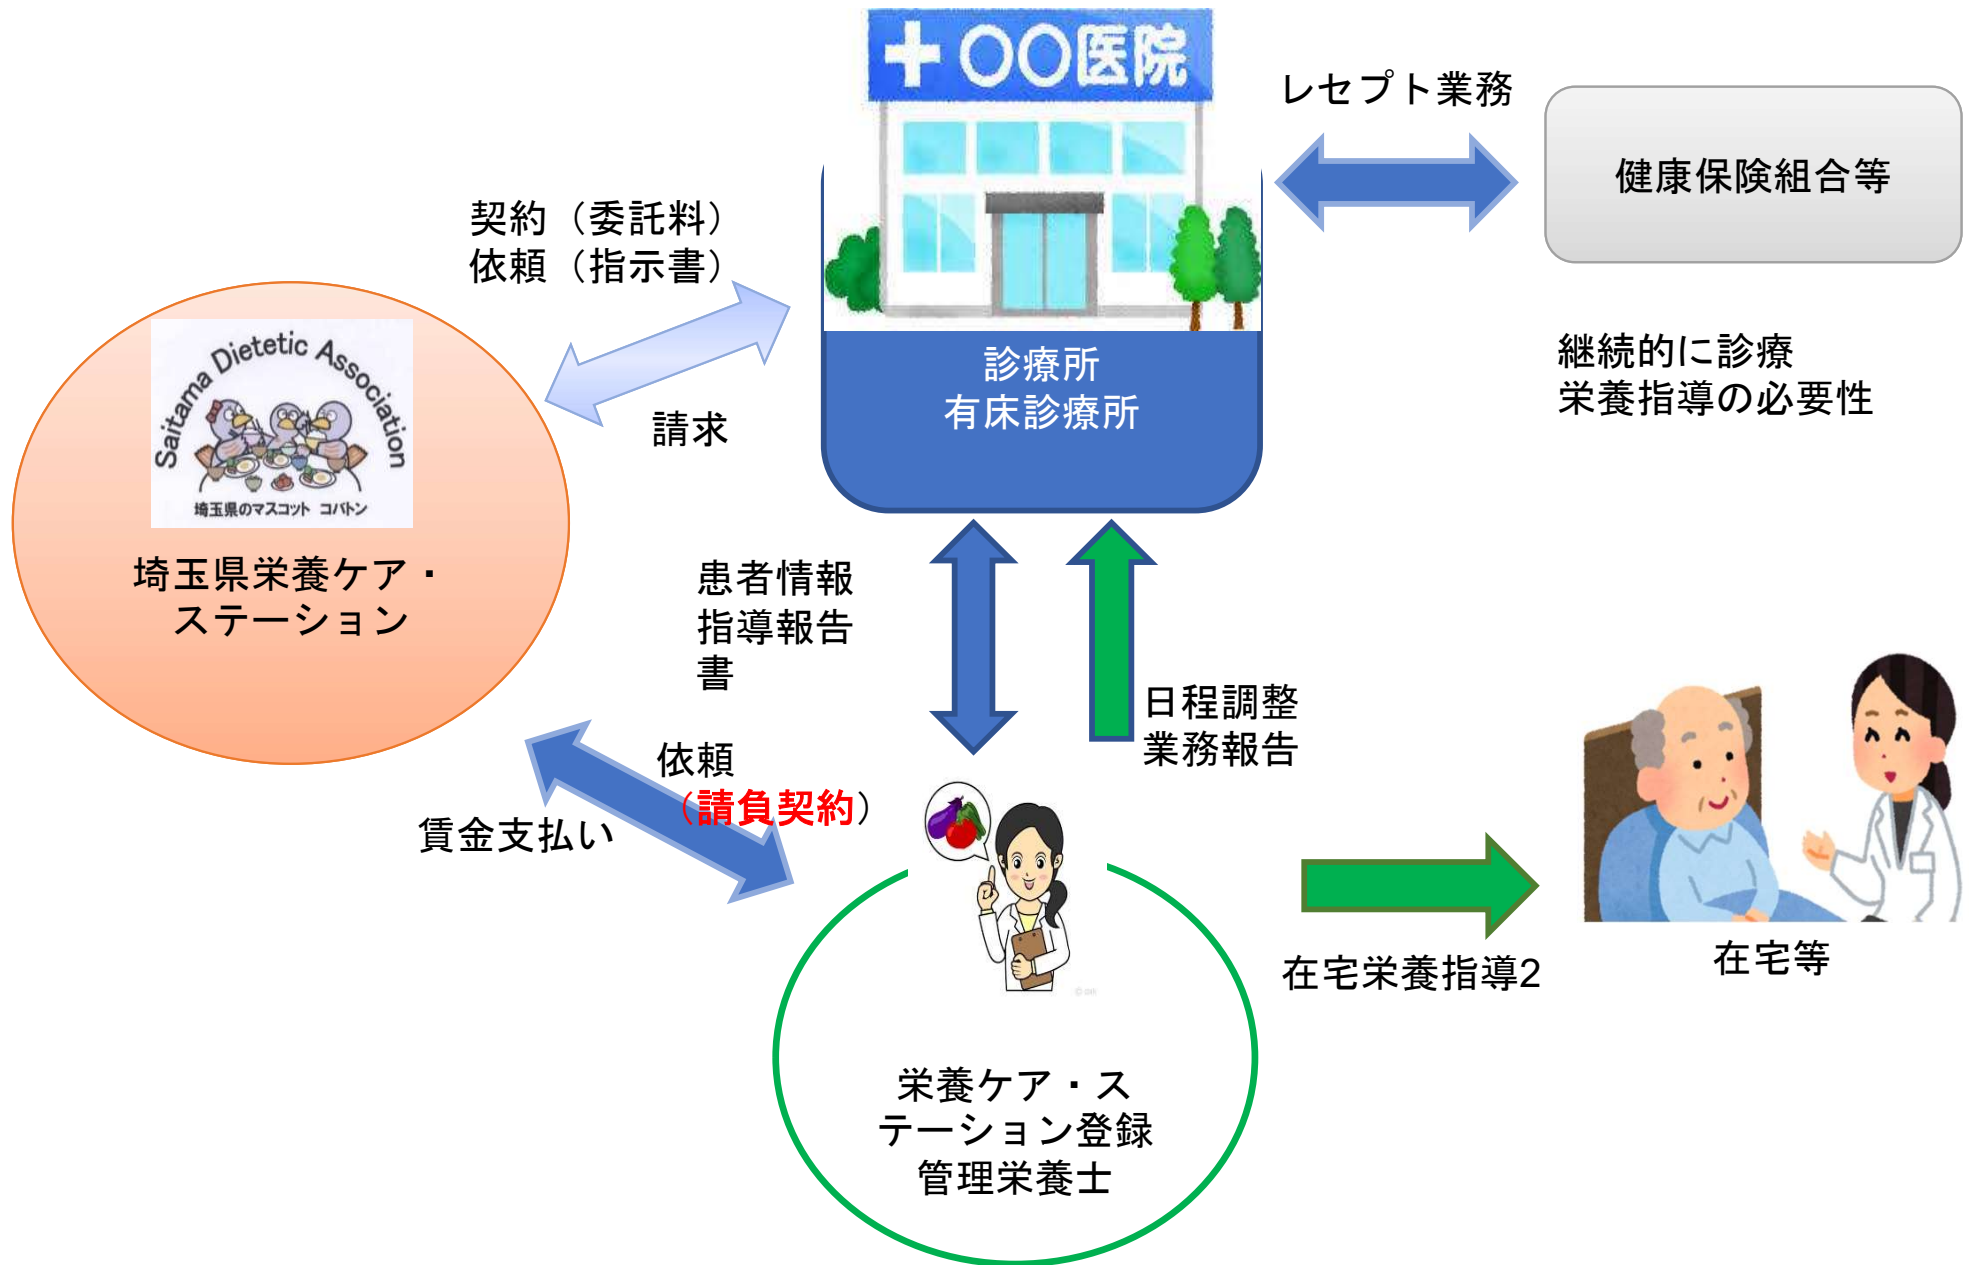 〇〇医院
レセプト業務
健康保険組合等
契約（委託料）
依頼（指示書）
請求
診療所
有床診療所
継続的に診療
栄養指導の必要性
Saitama Dietetic Association
埼玉県のマスコット コバトン
埼玉県栄養ケア・
ステーション
患者情報
指導報告
書
日程調整
業務報告
依頼
（請負契約）
賃金支払い
在宅栄養指導2
在宅等
栄養ケア・ス
テーション登録
管理栄養士